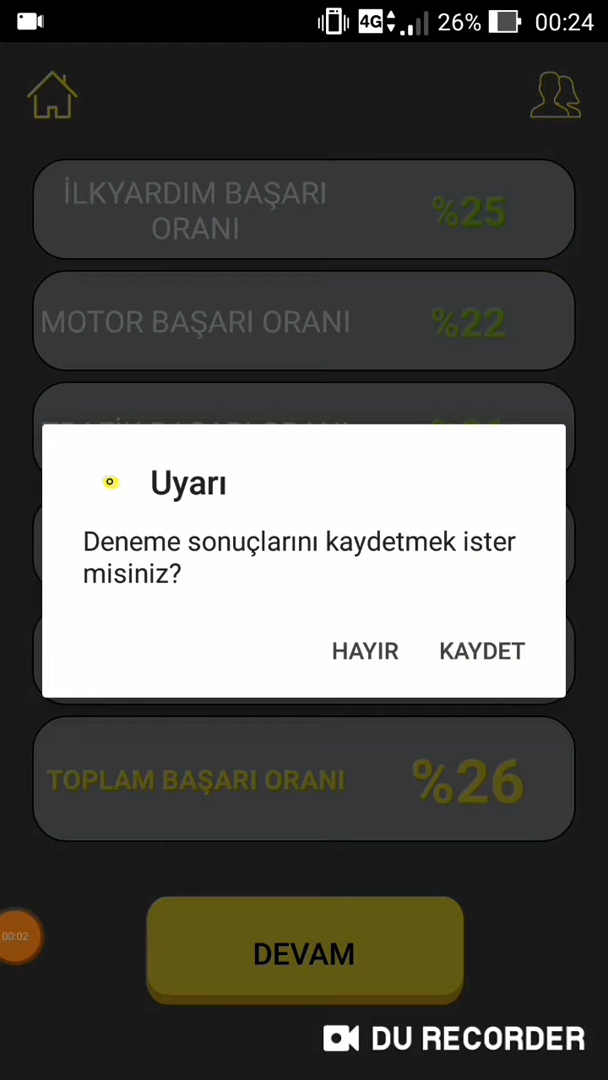 4G 26% 00:24
İLKYARDIM BAŞARI
ORANI
%25
MOTOR BAŞARI ORANI
%22
Uyarı
Deneme sonuçlarını kaydetmek ister
misiniz?
HAYIR KAYDET
TOPLAM BAŞARI ORANI
%26
00:02
DEVAM
DU RECORDER